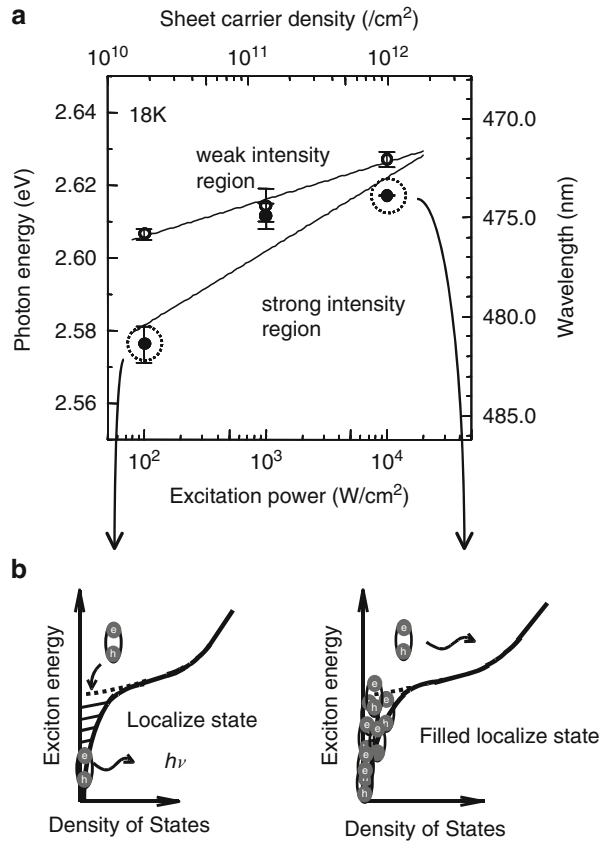 a
Sheet carrier density (/cm²)
10¹⁰ 10¹¹ 10¹²
18K
weak intensity
region
strong intensity
region
Photon energy (eV)
2.64
2.62
2.60
2.58
2.56
Wavelength (nm)
470.0
475.0
480.0
485.0
10² 10³ 10⁴
Excitation power (W/cm²)
b
Exciton energy
e
h
Localize state
e
h
hν
Density of States
Exciton energy
e
h
e
h
e
e
e
h
e
e
h
h
Filled localize state
Density of States